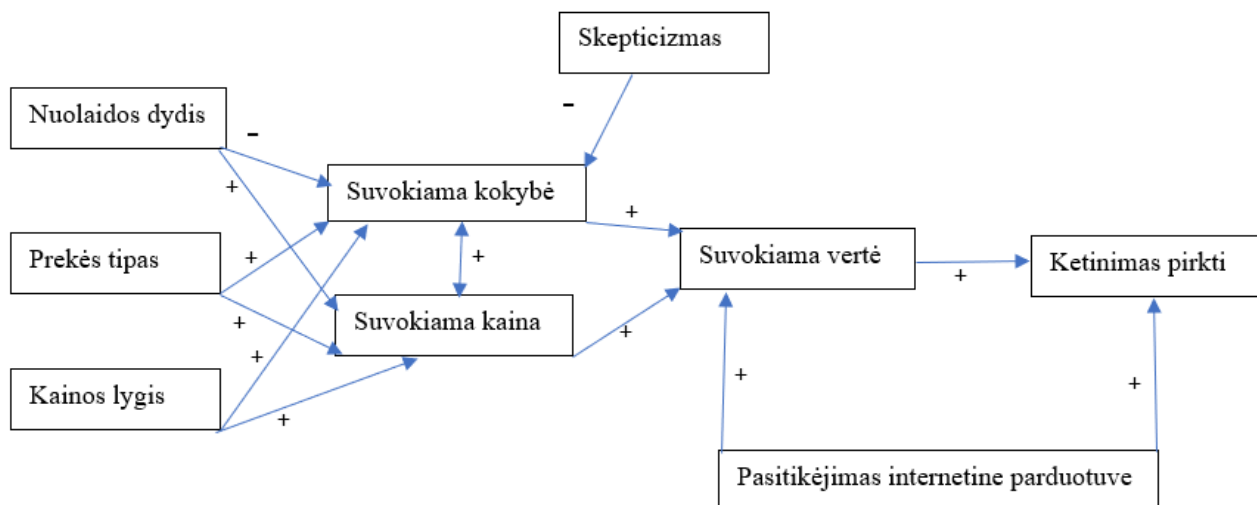 Skepticizmas
Nuolaidos dydis
–
–
+
Suvokiama kokybė
+
Prekės tipas
+
+
Suvokiama vertė
+
Ketinimas pirkti
Suvokiama kaina
+
+
+
Kainos lygis
+
+
+
Pasitikėjimas internetine parduotuve